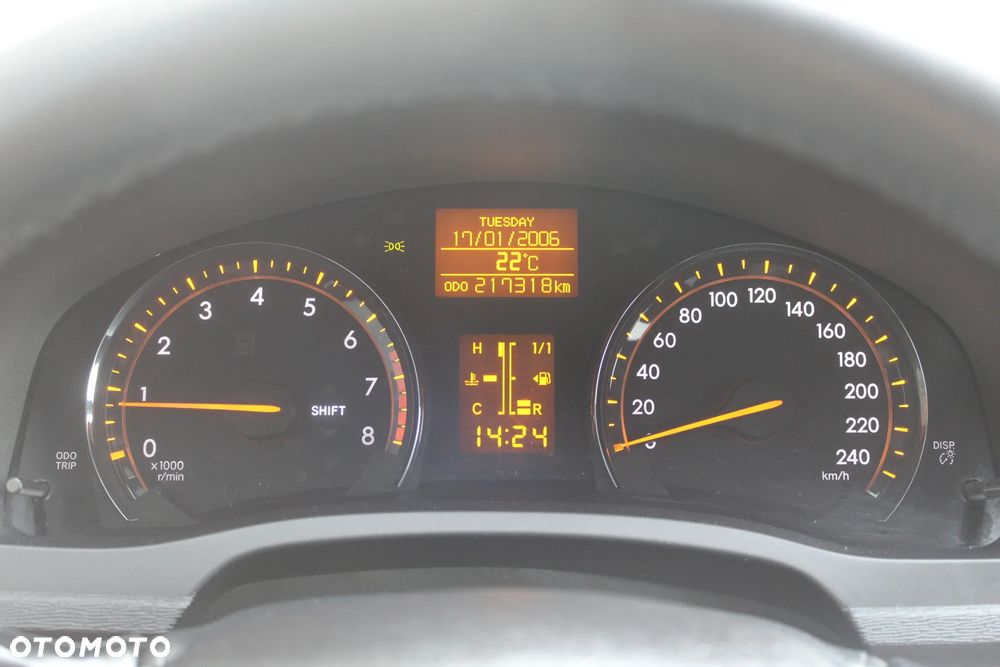 TUESDAY
17/01/2006
22°C
ODO 217318km
H 1/1
C R
14:24
0
1
2
3
4
5
6
7
8
SHIFT
x1000
r/min
ODO
TRIP
20
40
60
80
100
120
140
160
180
200
220
240
km/h
DISP
OTOMOTO